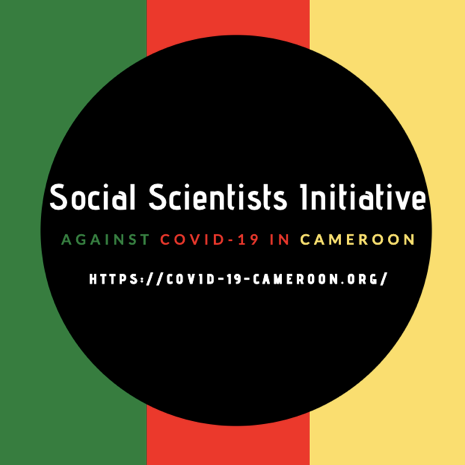 Social Scientists Initiative
AGAINST COVID-19 IN CAMEROON
HTTPS://COVID-19-CAMEROON.ORG/